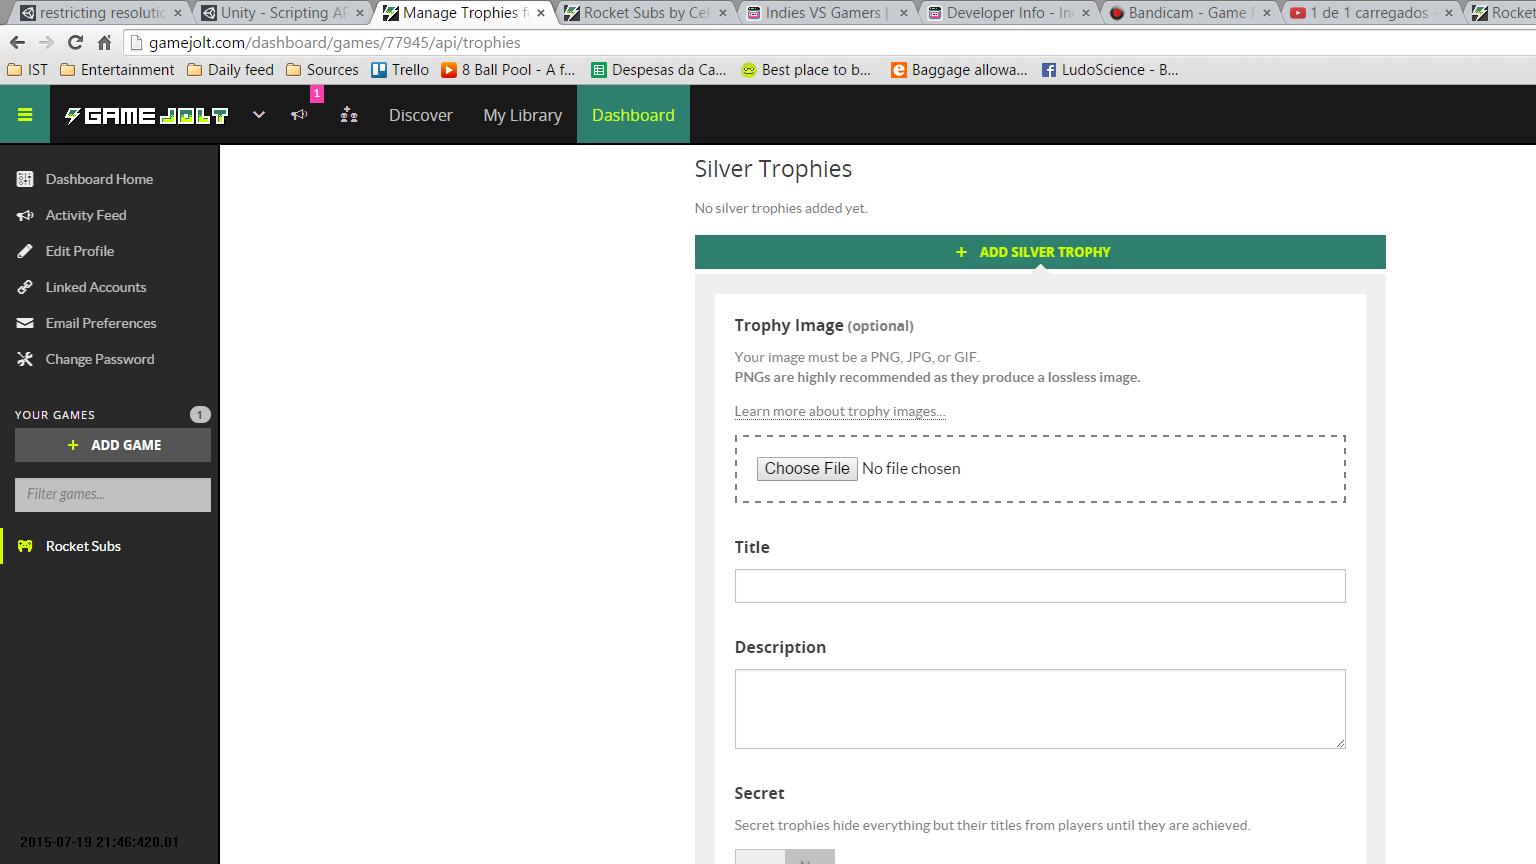 restricting resolutic
Unity - Scripting AP
Manage Trophies f
Rocket Subs by Cel
Indies VS Gamers |
Developer Info - In
Bandicam - Game F
1 de 1 carregados -
Rocket
gamejolt.com/dashboard/games/77945/api/trophies
IST
Entertainment
Daily feed
Sources
Trello
8 Ball Pool - A f...
Despesas da Ca...
Best place to b...
Baggage allowa...
LudoScience - B...
GAME JOLT
1
Discover
My Library
Dashboard
Dashboard Home
Activity Feed
Edit Profile
Linked Accounts
Email Preferences
Change Password
YOUR GAMES 1
+ ADD GAME
Filter games...
Rocket Subs
2015-07-19 21:46:420.01
Silver Trophies
No silver trophies added yet.
+ ADD SILVER TROPHY
Trophy Image (optional)
Your image must be a PNG, JPG, or GIF.
PNGs are highly recommended as they produce a lossless image.
Learn more about trophy images...
Choose File No file chosen
Title
Description
Secret
Secret trophies hide everything but their titles from players until they are achieved.